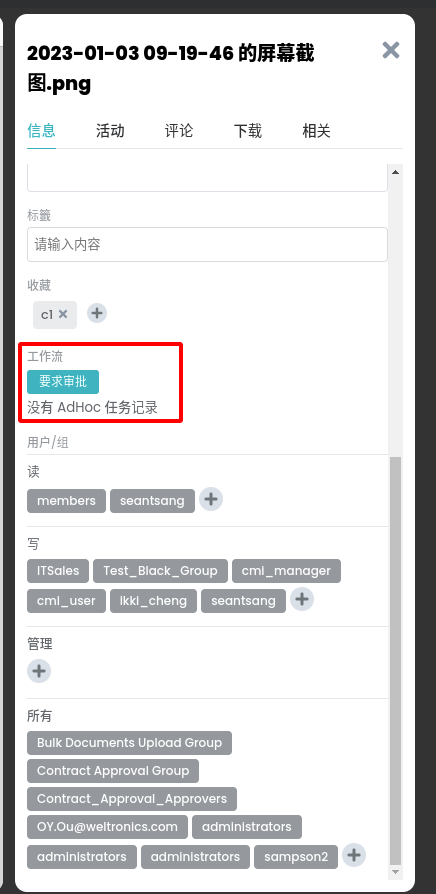 2023-01-03 09-19-46 的屏幕截
图.png
信息 活动 评论 下载 相关
标籤
请输入内容
收藏
c1
工作流
要求审批
没有 AdHoc 任务记录
用户/组
读
members seantsang
写
ITSales Test_Black_Group cml_manager
cml_user lkkl_cheng seantsang
管理
所有
Bulk Documents Upload Group
Contract Approval Group
Contract_Approval_Approvers
OY.Ou@weltronics.com administrators
administrators administrators sampson2